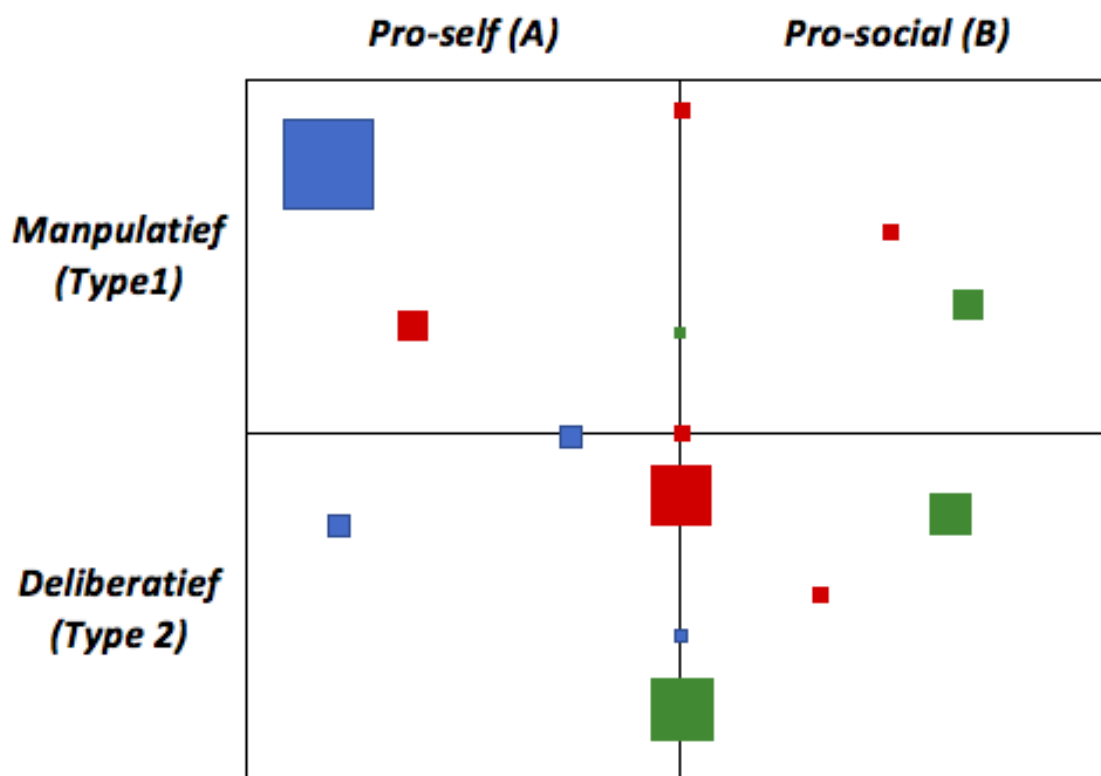 Pro-self (A)
Pro-social (B)
Manpulatief
(Type1)
Deliberatief
(Type 2)